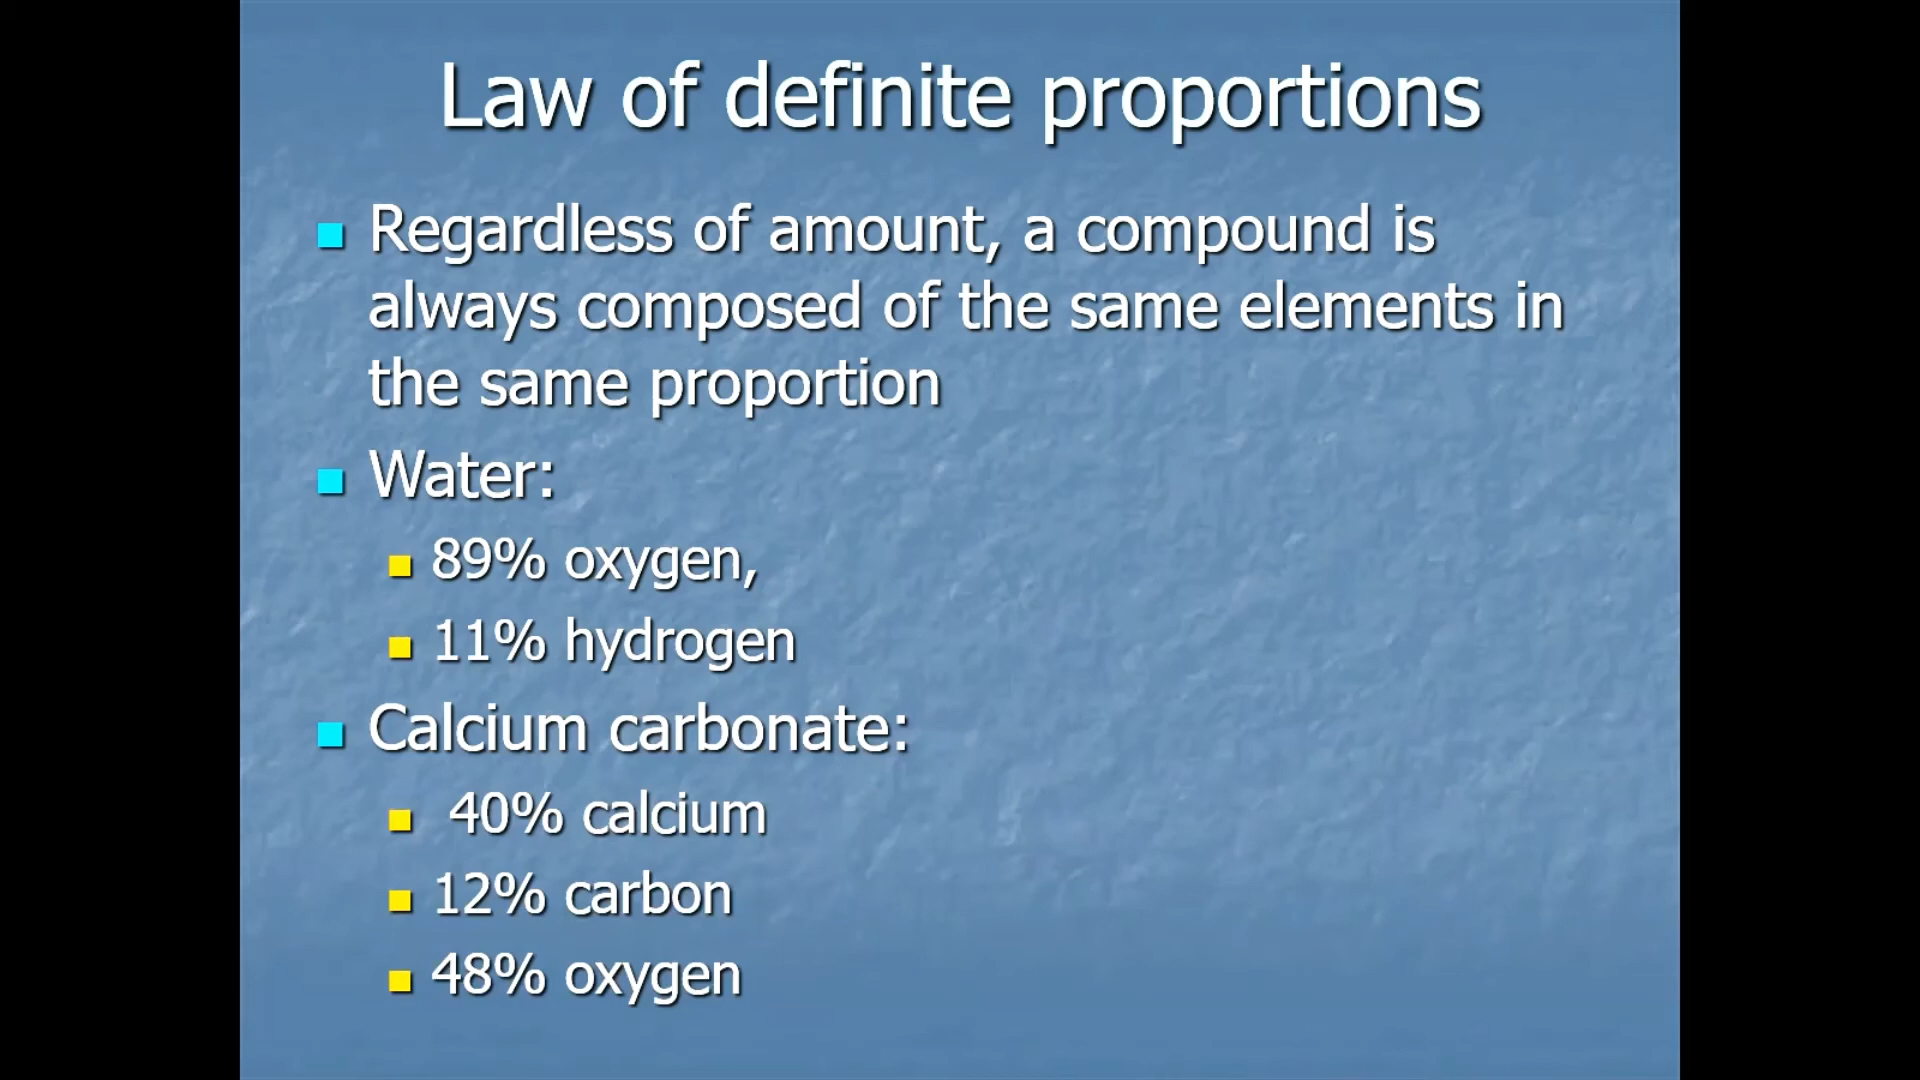 Law of definite proportions
Regardless of amount, a compound is
always composed of the same elements in
the same proportion
Water:
89% oxygen,
11% hydrogen
Calcium carbonate:
40% calcium
12% carbon
48% oxygen